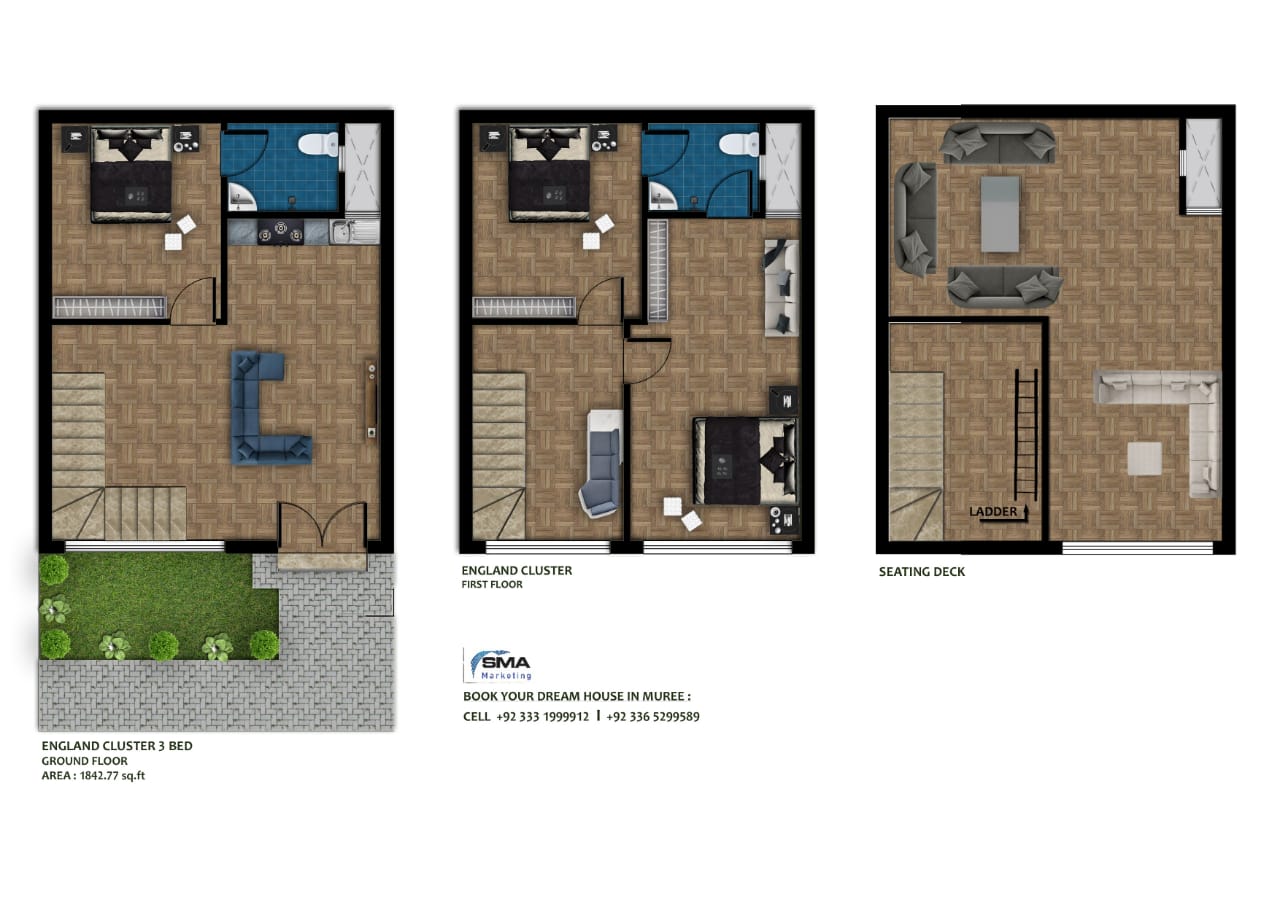 LADDER
ENGLAND CLUSTER
FIRST FLOOR
SEATING DECK
SMA
Marketing
BOOK YOUR DREAM HOUSE IN MUREE :
CELL +92 333 1999912 I +92 336 5299589
ENGLAND CLUSTER 3 BED
GROUND FLOOR
AREA : 1842.77 sq.ft